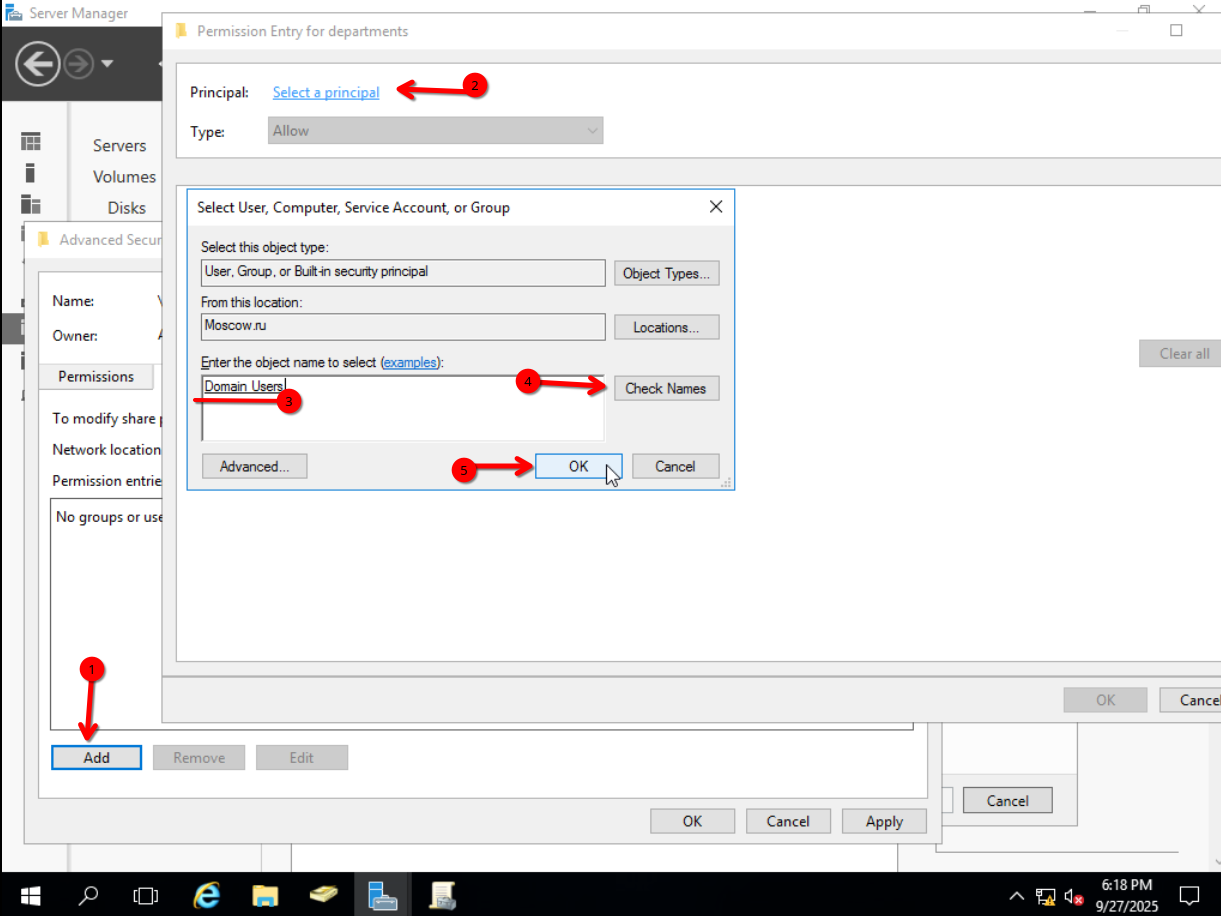 Server Manager
Permission Entry for departments
Principal: Select a principal 2
Type: Allow
Servers
Volumes
Disks
Select User, Computer, Service Account, or Group
Select this object type:
User, Group, or Built-in security principal Object Types...
From this location:
Moscow.ru Locations...
Enter the object name to select (examples):
Domain Users 3 4 Check Names
Advanced... 5 OK Cancel
Clear all
Advanced Secur
Name: \
Owner:
Permissions
To modify share
Network location
Permission entrie
No groups or use
1
OK Cancel
Add Remove Edit
Cancel
OK Cancel Apply
6:18 PM
9/27/2025